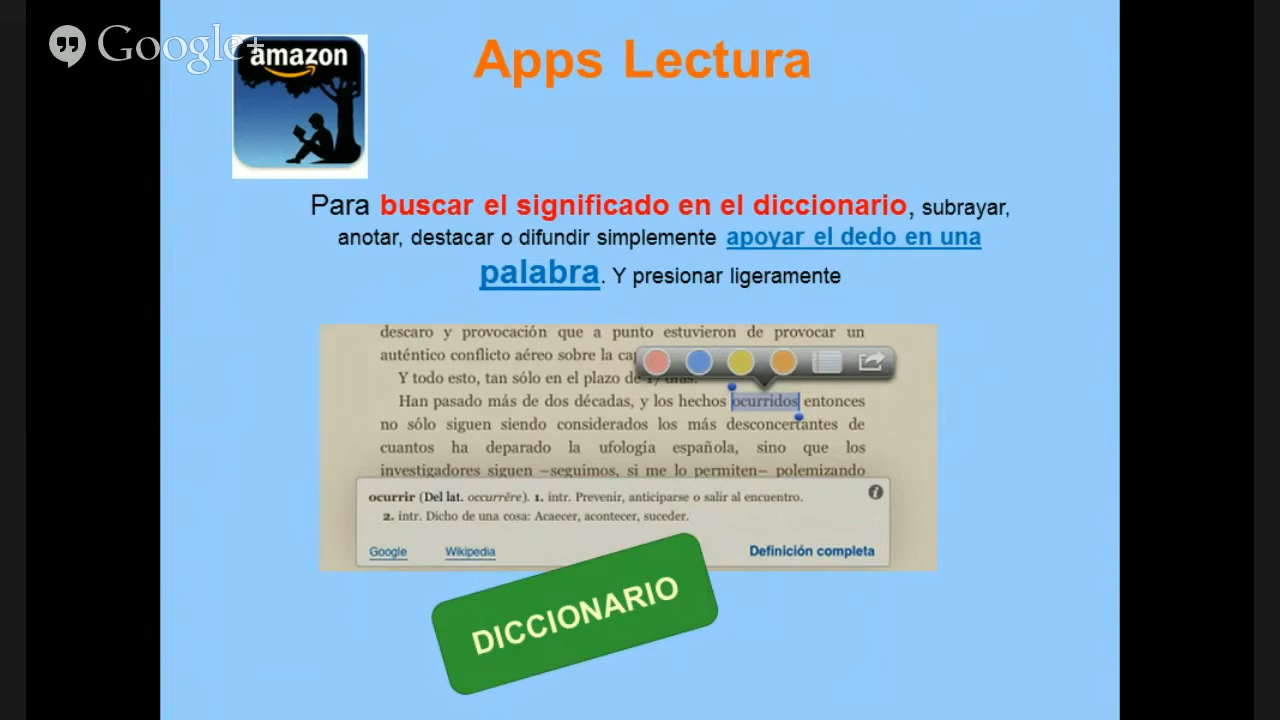 Google+
amazon
Apps Lectura
Para buscar el significado en el diccionario, subrayar,
anotar, destacar o difundir simplemente apoyar el dedo en una
palabra. Y presionar ligeramente
descaro y provocación que a punto estuvieron de provocar un
auténtico conflicto aéreo sobre la
Y todo esto, tan sólo en el plazo de 17 días.
Han pasado más de dos décadas, y los hechos ocurridos entonces
no sólo siguen siendo considerados los más desconcertantes de
cuantos ha deparado la ufología española, sino que los
investigadores siguen –seguimos, si me lo permiten– polemizando
ocurrir (Del lat. occurrĕre). 1. intr. Prevenir, anticiparse o salir al encuentro.
2. intr. Dicho de una cosa: Acaecer, acontecer, suceder.
Google Wikipedia Definición completa
DICCIONARIO